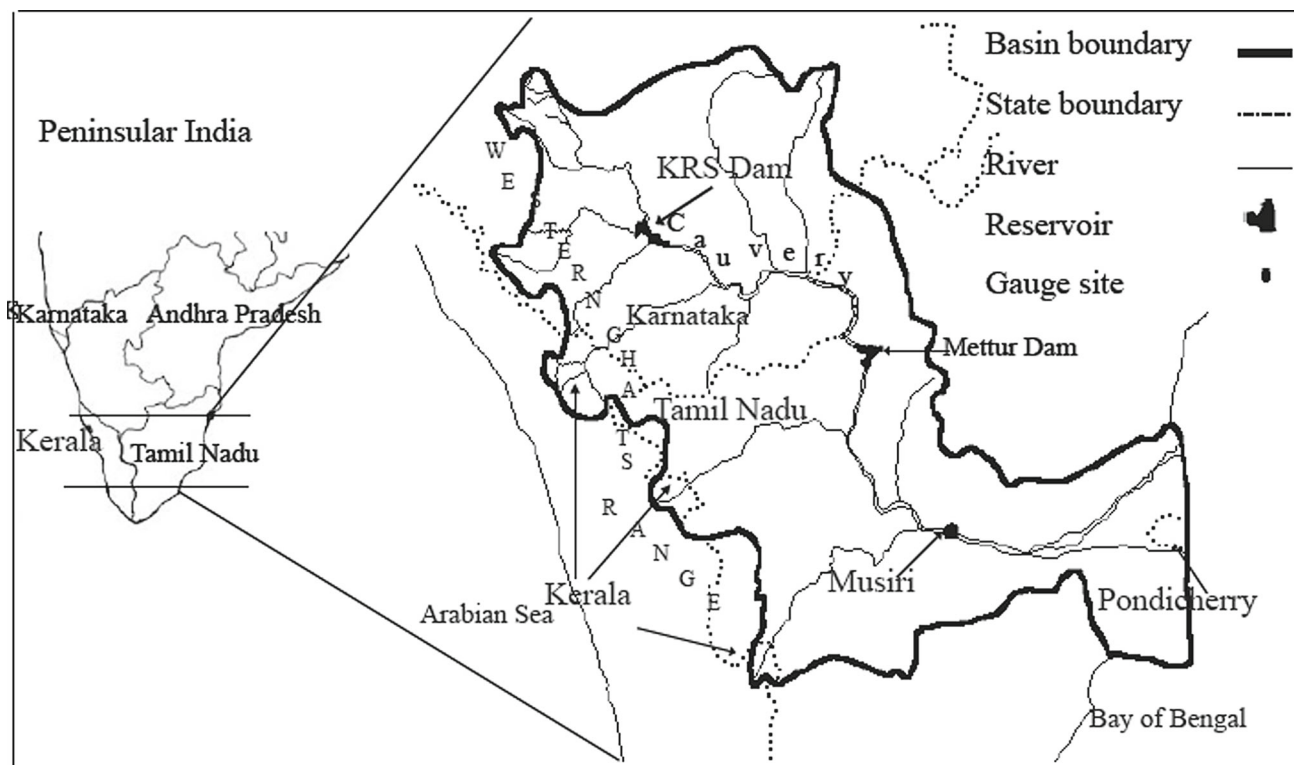 Peninsular India
Karnataka
Andhra Pradesh
Kerala
Tamil Nadu
Basin boundary
State boundary
River
Reservoir
Gauge site
WESTERN GHATS RANGE
KRS Dam
Cauvery
Karnataka
Mettur Dam
Tamil Nadu
Musiri
Kerala
Pondicherry
Arabian Sea
Bay of Bengal